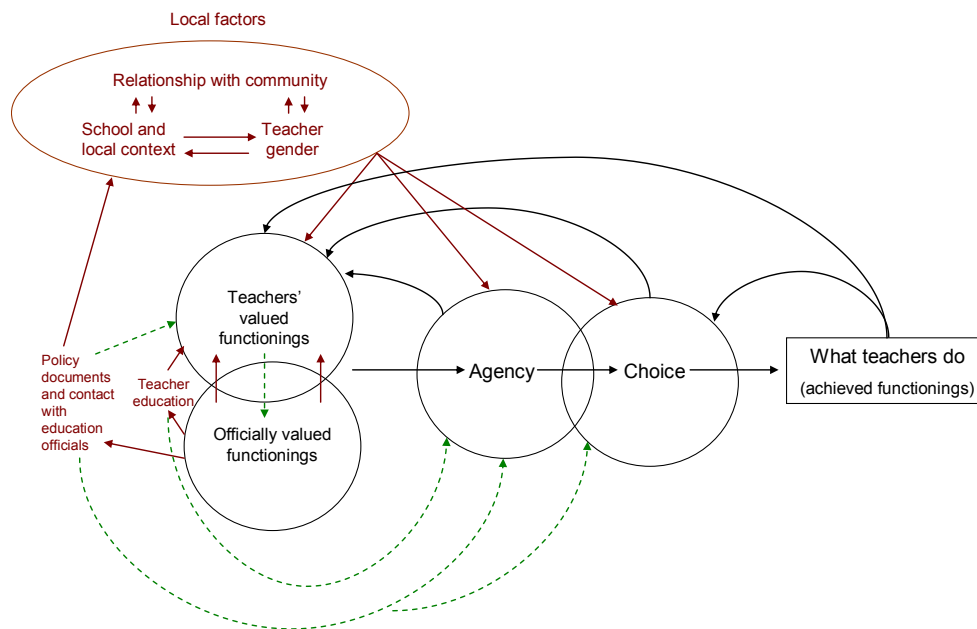 Local factors
Relationship with community
School and
local context
Teacher
gender
Teachers'
valued
functionings
Policy
documents
and contact
with
education
officials
Teacher
education
Officially valued
functionings
Agency
Choice
What teachers do
(achieved functionings)